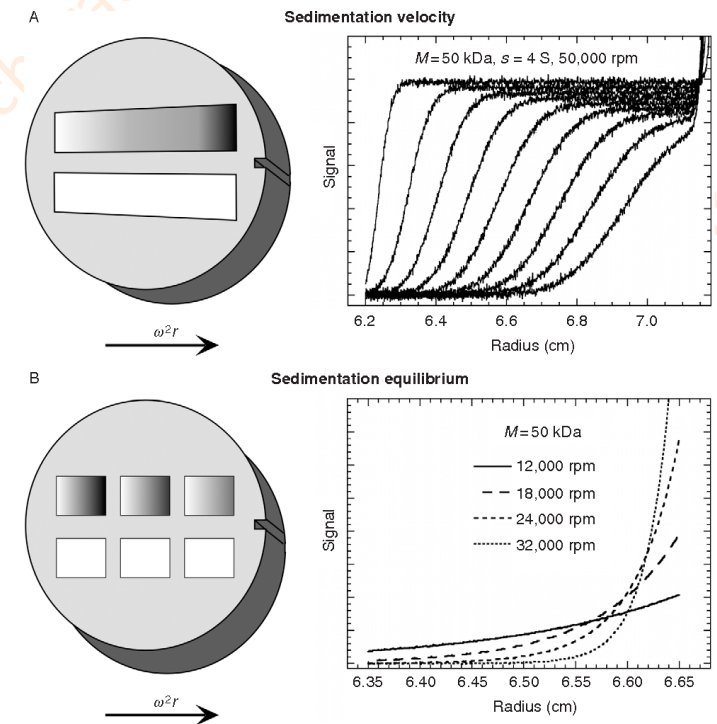 A
Sedimentation velocity
M = 50 kDa, s = 4 S, 50,000 rpm
Signal
6.2 6.4 6.6 6.8 7.0
Radius (cm)
ω²r
B
Sedimentation equilibrium
M = 50 kDa
12,000 rpm
18,000 rpm
24,000 rpm
32,000 rpm
Signal
6.35 6.40 6.45 6.50 6.55 6.60 6.65
Radius (cm)
ω²r